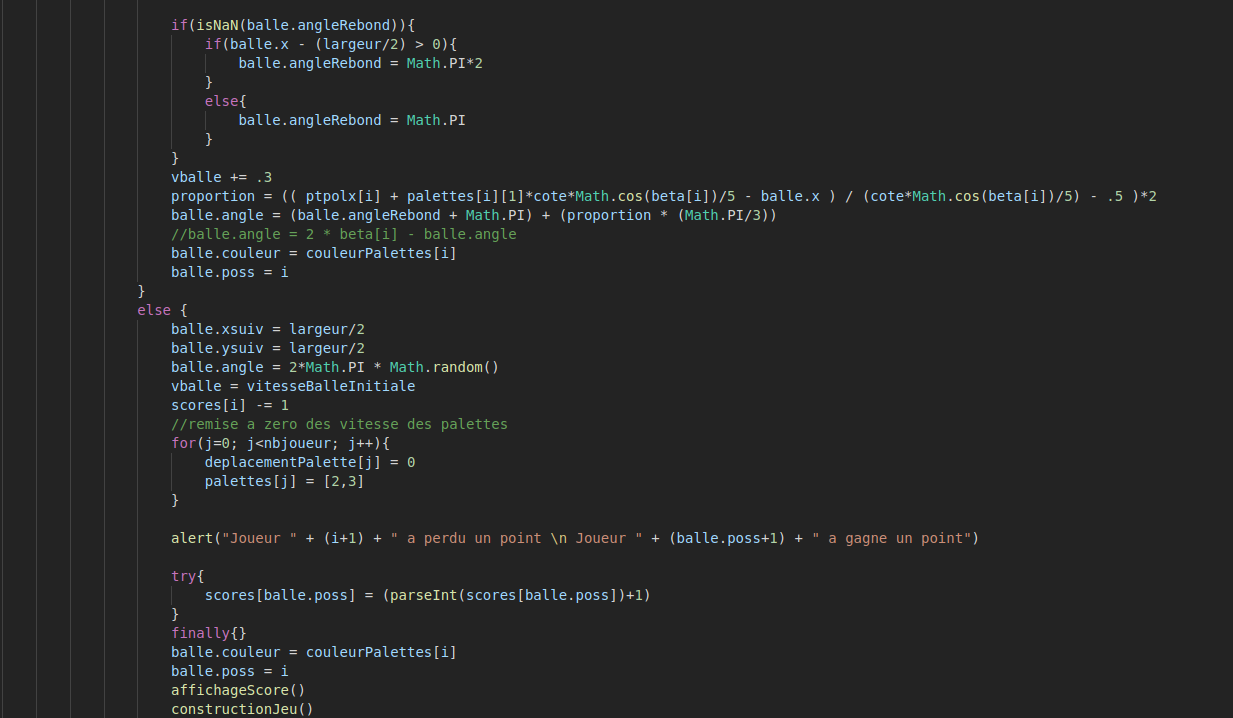 if(isNaN(balle.angleRebond)){
if(balle.x - (largeur/2) > 0){
balle.angleRebond = Math.PI*2
}
else{
balle.angleRebond = Math.PI
}
}
vballe += .3
proportion = (( ptpolx[i] + palettes[i][1]*cote*Math.cos(beta[i])/5 - balle.x ) / (cote*Math.cos(beta[i])/5) - .5 )*2
balle.angle = (balle.angleRebond + Math.PI) + (proportion * (Math.PI/3))
//balle.angle = 2 * beta[i] - balle.angle
balle.couleur = couleurPalettes[i]
balle.poss = i
}
else {
balle.xsuiv = largeur/2
balle.ysuiv = largeur/2
balle.angle = 2*Math.PI * Math.random()
vballe = vitesseBalleInitiale
scores[i] -= 1
//remise a zero des vitesse des palettes
for(j=0; j<nbjoueur; j++){
deplacementPalette[j] = 0
palettes[j] = [2,3]
}
alert("Joueur " + (i+1) + " a perdu un point \n Joueur " + (balle.poss+1) + " a gagne un point")
try{
scores[balle.poss] = (parseInt(scores[balle.poss])+1)
}
finally{}
balle.couleur = couleurPalettes[i]
balle.poss = i
affichageScore()
constructionJeu()